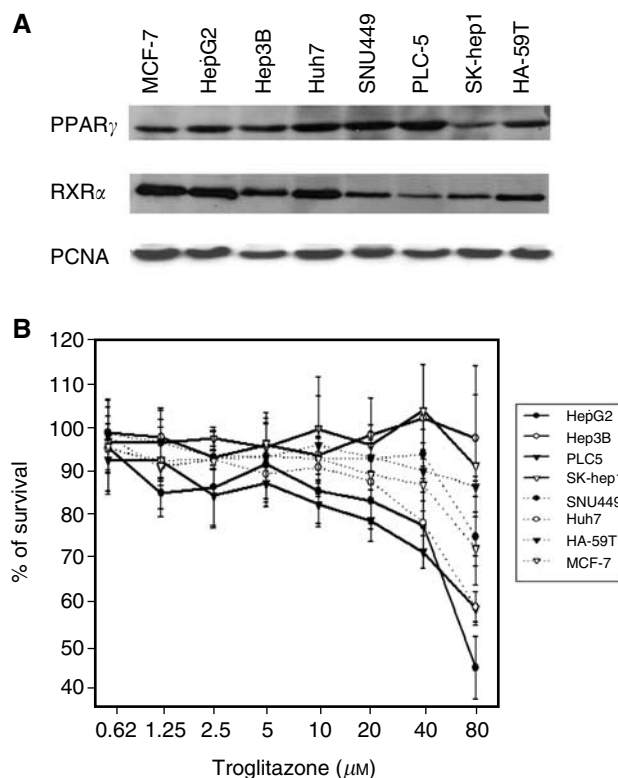 A
MCF-7 HepG2 Hep3B Huh7 SNU449 PLC-5 SK-hep1 HA-59T
PPARγ
RXRα
PCNA
B
120
110
100
90
80
70
60
50
40
% of survival
0.62 1.25 2.5 5 10 20 40 80
Troglitazone (μM)
HepG2
Hep3B
PLC5
SK-hep1
SNU449
Huh7
HA-59T
MCF-7